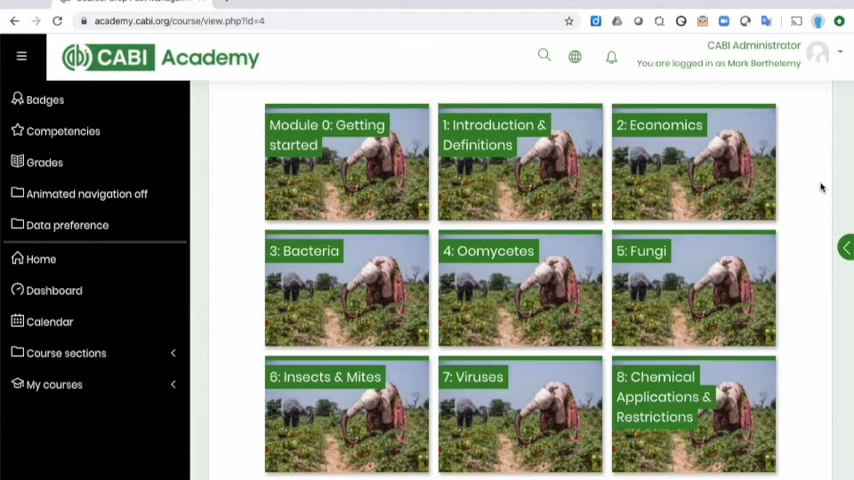 academy.cabi.org/course/view.php?id=4
CABI Academy
CABI Administrator
You are logged in as Mark Berthelemy
Badges
Competencies
Grades
Animated navigation off
Data preference
Home
Dashboard
Calendar
Course sections
My courses
Module 0: Getting
started
1: Introduction &
Definitions
2: Economics
3: Bacteria
4: Oomycetes
5: Fungi
6: Insects & Mites
7: Viruses
8: Chemical
Applications &
Restrictions